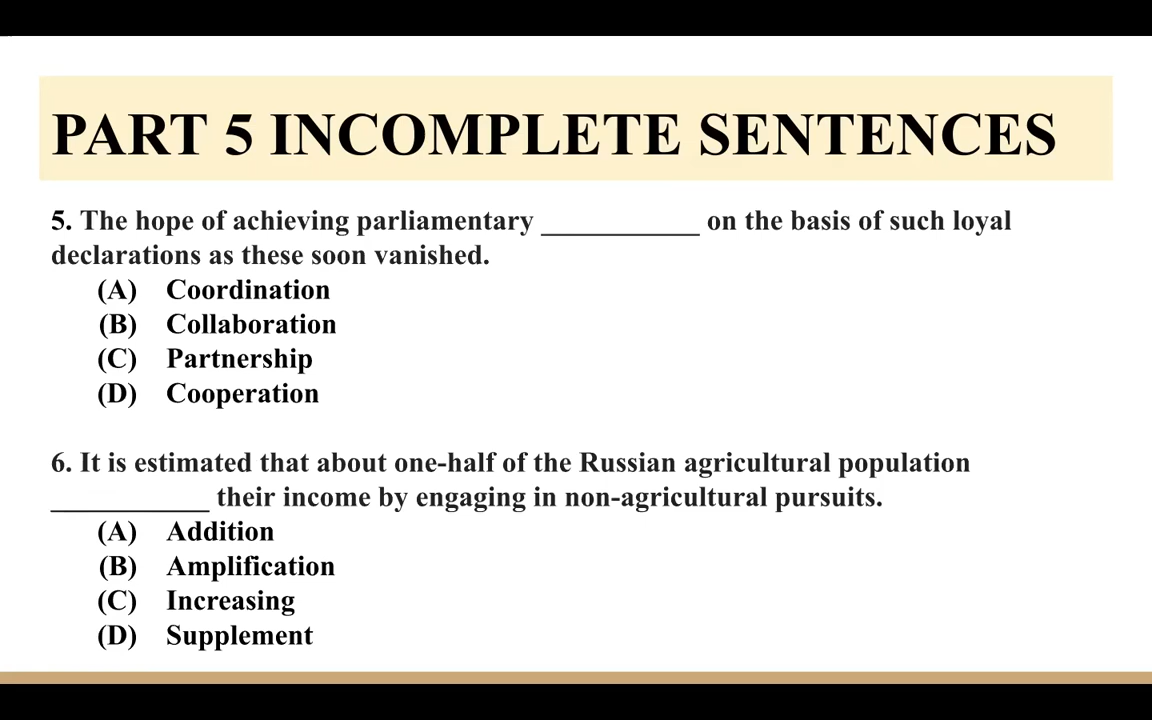 PART 5 INCOMPLETE SENTENCES
5. The hope of achieving parliamentary ___________ on the basis of such loyal
declarations as these soon vanished.
(A) Coordination
(B) Collaboration
(C) Partnership
(D) Cooperation
6. It is estimated that about one-half of the Russian agricultural population
___________ their income by engaging in non-agricultural pursuits.
(A) Addition
(B) Amplification
(C) Increasing
(D) Supplement